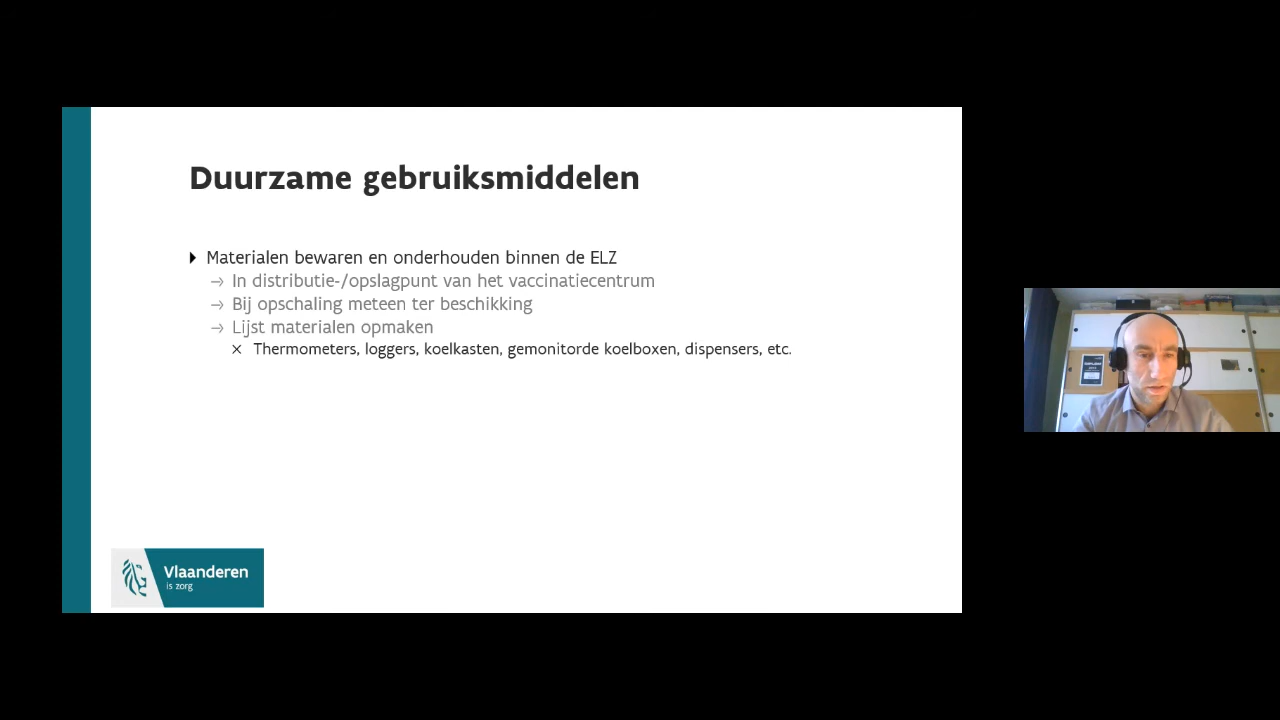 Duurzame gebruiksmiddelen
Materialen bewaren en onderhouden binnen de ELZ
In distributie-/opslagpunt van het vaccinatiecentrum
Bij opschaling meteen ter beschikking
Lijst materialen opmaken
Thermometers, loggers, koelkasten, gemonitorde koelboxen, dispensers, etc.
Vlaanderen
is zorg